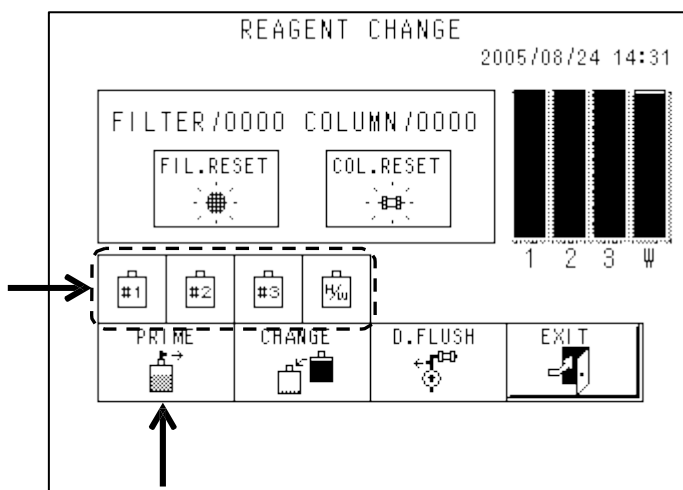 REAGENT CHANGE
2005/08/24 14:31
FILTER/0000 COLUMN/0000
FIL.RESET COL.RESET
1 2 3 W
#1 #2 #3 H/W
PRIME CHANGE D.FLUSH EXIT